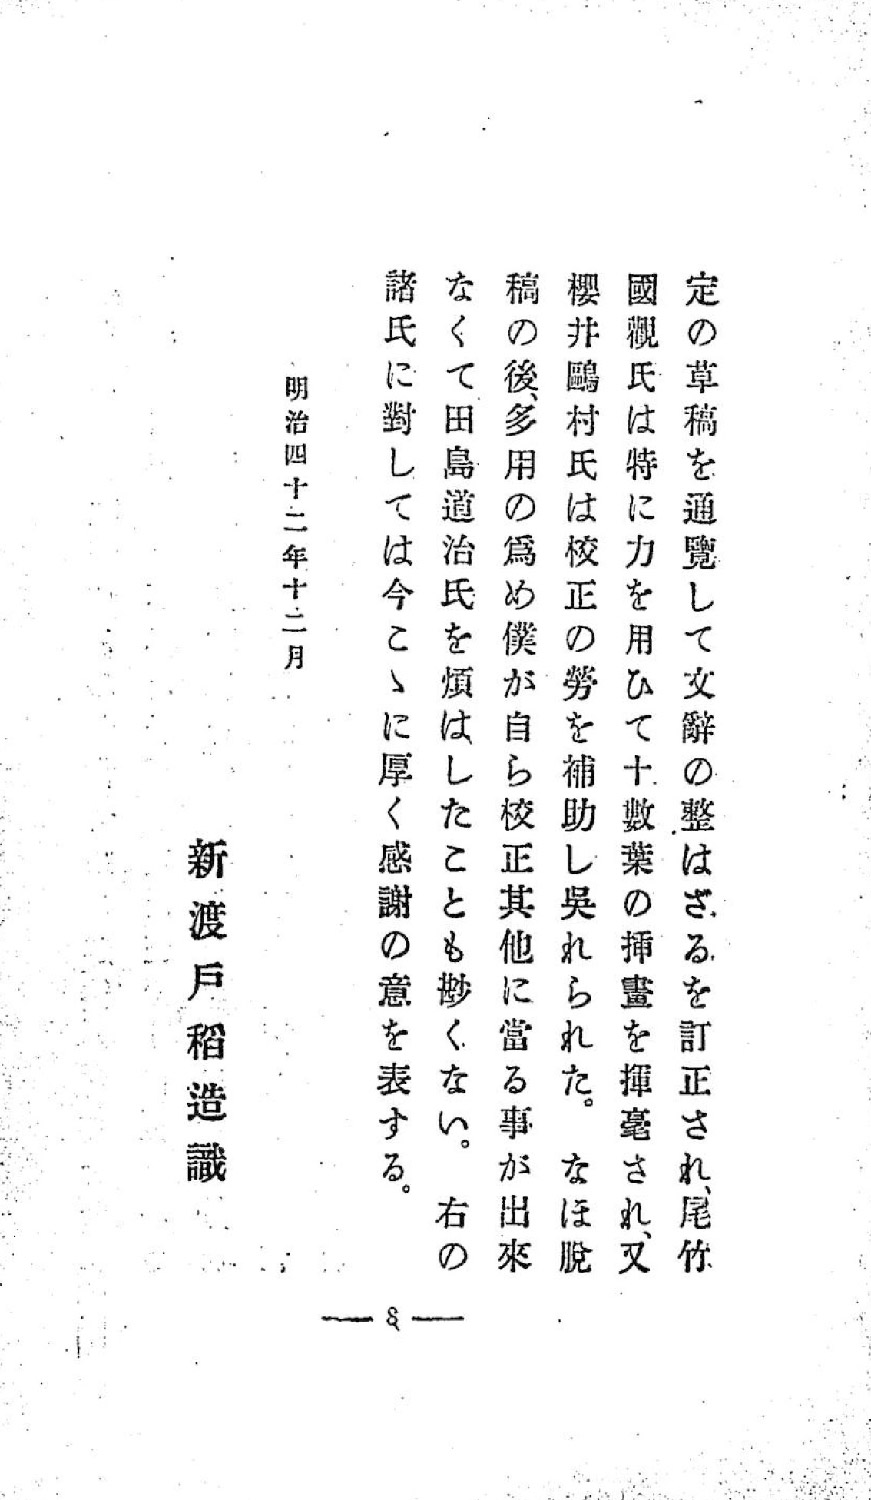 定の草稿を通覽して文辭の整はざるを訂正され、尾竹
國觀氏は特に力を用ひて十數葉の挿畫を揮毫され、又
櫻井鷗村氏は校正の勞を補助し吳れられた。なほ脫
稿の後、多用の爲め僕が自ら校正其他に當る事が出來
なくて田島道治氏を煩はしたことも尠くない。右の
諸氏に對しては今こゝに厚く感謝の意を表する。
明治四十二年十二月
新渡戶稻造識
— 8 —